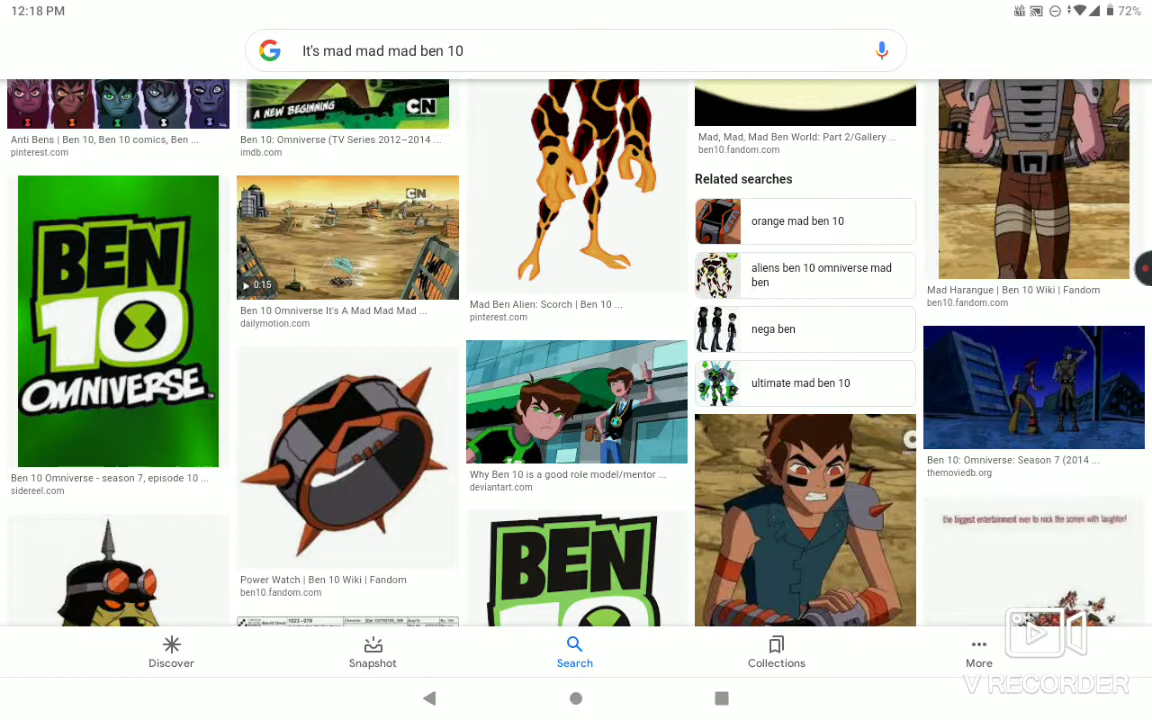 12:18 PM
72%
It's mad mad mad ben 10
Anti Bens | Ben 10, Ben 10 comics, Ben ...
pinterest.com
A NEW BEGINNING
CN
Ben 10: Omniverse (TV Series 2012–2014 ...
imdb.com
Mad, Mad, Mad Ben World: Part 2/Gallery ...
ben10.fandom.com
Related searches
orange mad ben 10
aliens ben 10 omniverse mad
ben
nega ben
ultimate mad ben 10
Mad Harangue | Ben 10 Wiki | Fandom
ben10.fandom.com
BEN
10
OMNIVERSE
Ben 10 Omniverse - season 7, episode 10 ...
sidereel.com
CN
0:15
Ben 10 Omniverse It's A Mad Mad Mad ...
dailymotion.com
Mad Ben Alien: Scorch | Ben 10 ...
pinterest.com
Power Watch | Ben 10 Wiki | Fandom
ben10.fandom.com
Why Ben 10 is a good role model/mentor ...
deviantart.com
BEN
Ben 10: Omniverse: Season 7 (2014 ...
themoviedb.org
the biggest entertainment ever to rock the screen with laughter!
Discover
Snapshot
Search
Collections
More
V RECORDER